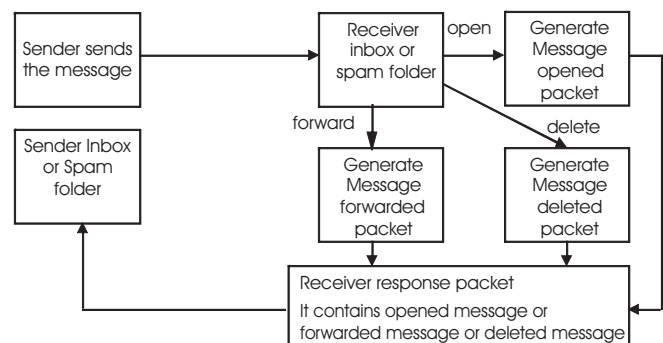 Sender sends
the message
Receiver
inbox or
spam folder
open
Generate
Message
opened
packet
forward
delete
Sender Inbox
or Spam
folder
Generate
Message
forwarded
packet
Generate
Message
deleted
packet
Receiver response packet
It contains opened message or
forwarded message or deleted message